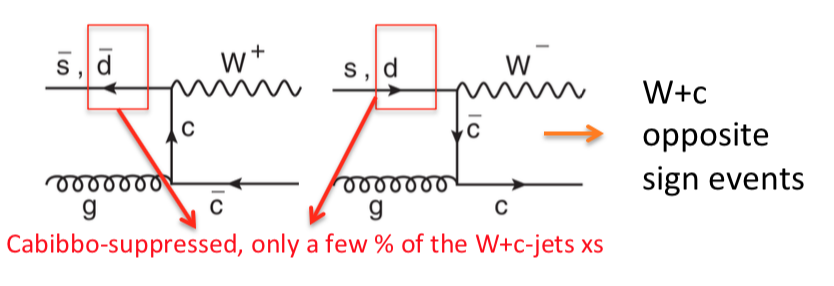 s̅, d̅ W⁺ s, d W⁻
c c̅
g c̅ g c
W+c
opposite
sign events
Cabibbo-suppressed, only a few % of the W+c-jets xs